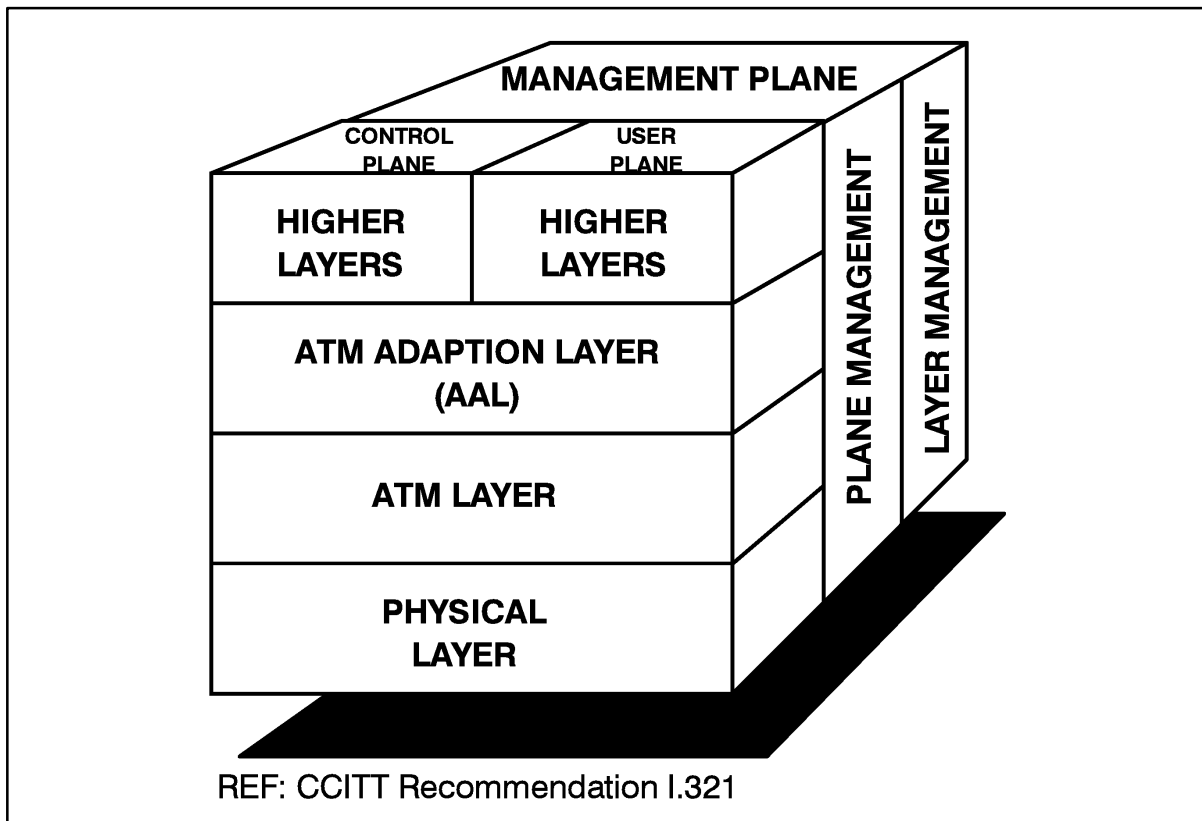 MANAGEMENT PLANE
CONTROL
PLANE
USER
PLANE
HIGHER
LAYERS
HIGHER
LAYERS
ATM ADAPTION LAYER
(AAL)
ATM LAYER
PHYSICAL
LAYER
PLANE MANAGEMENT
LAYER MANAGEMENT
REF: CCITT Recommendation I.321